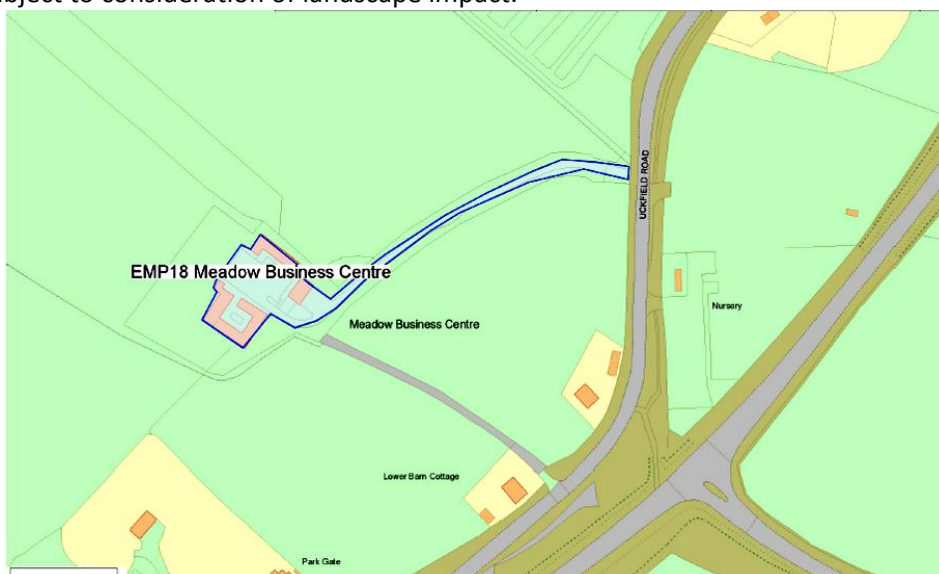 bject to consideration of landscape impact.
UCKFIELD ROAD
EMP18 Meadow Business Centre
Nursery
Meadow Business Centre
Lower Barn Cottage
Park Gate